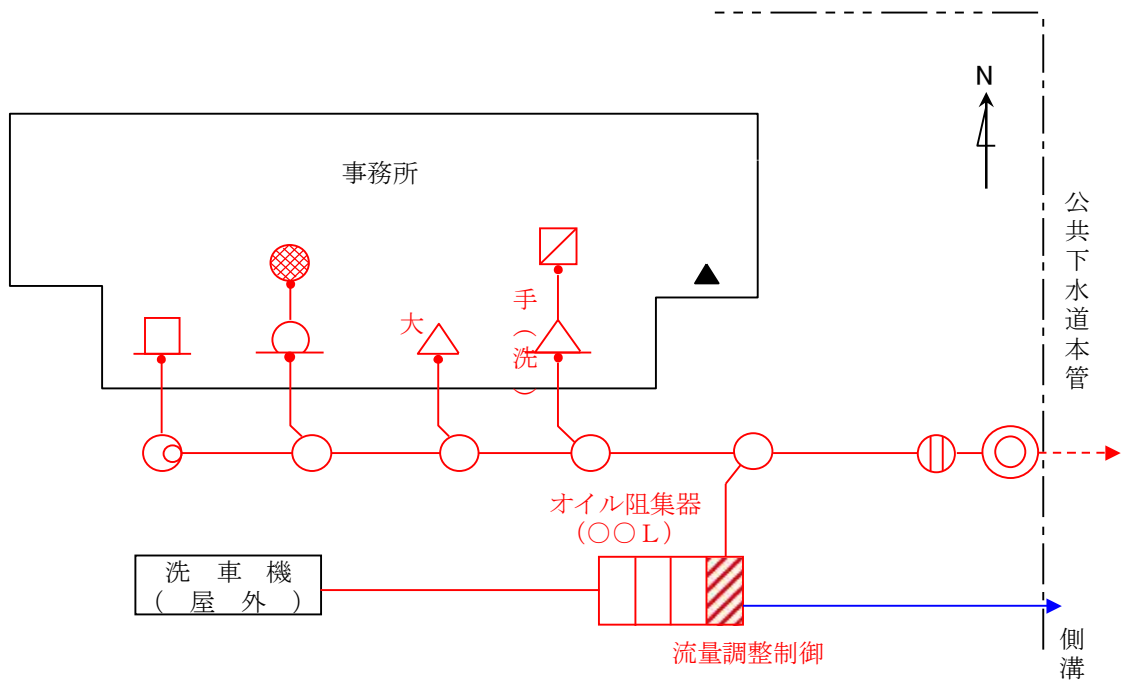 N
事務所
公共下水道本管
大
手（洗）
オイル阻集器
（○○Ｌ）
洗車機
（屋外）
流量調整制御
側溝